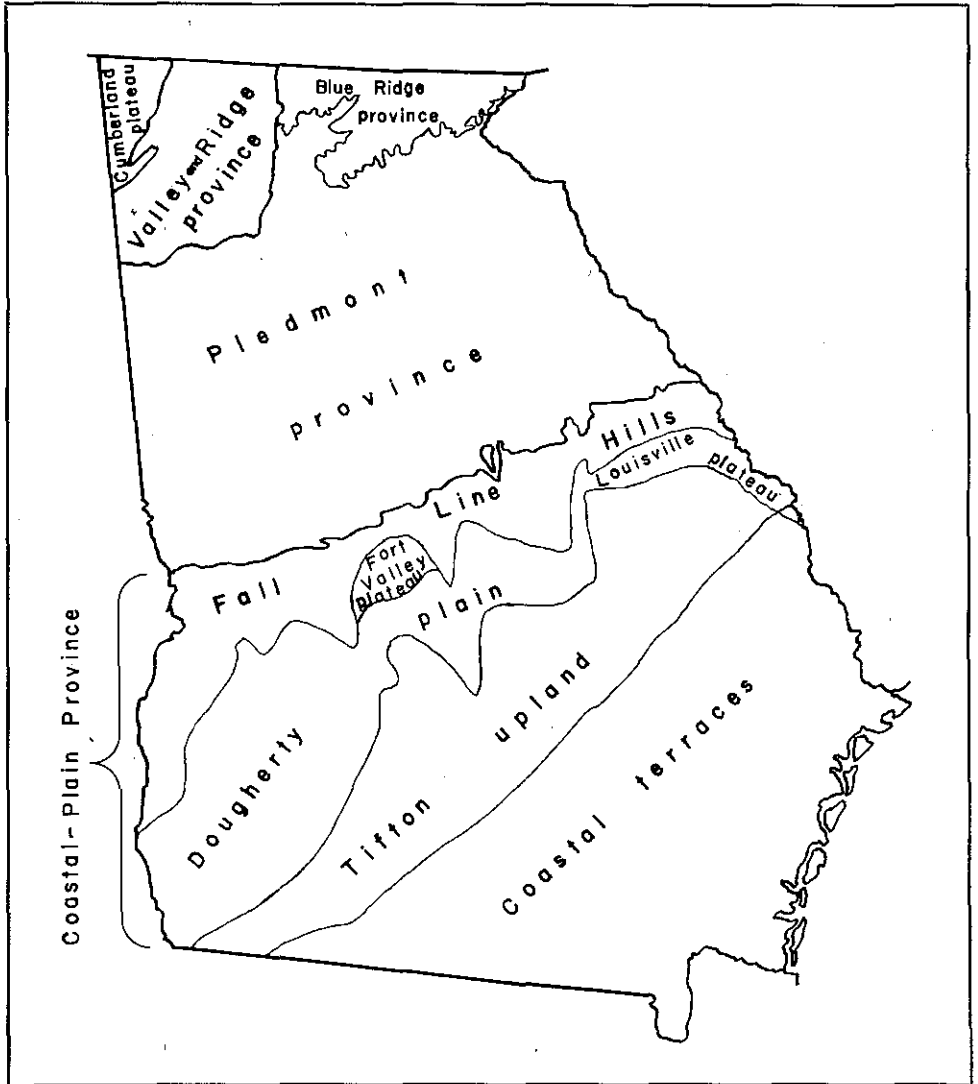 Cumberland
plateau
Valley and Ridge
province
Blue Ridge
province
Piedmont
province
Fall Line Hills
Louisville plateau
Fort
Valley
Plateau
Dougherty plain
Tifton upland
Coastal terraces
Coastal-Plain Province